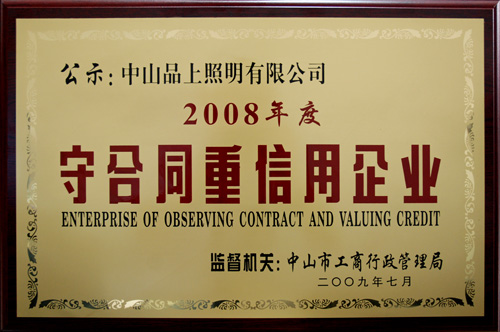 公示：中山品上照明有限公司
2008年度
守合同重信用企业
ENTERPRISE OF OBSERVING CONTRACT AND VALUING CREDIT
监督机关：中山市工商行政管理局
二〇〇九年七月